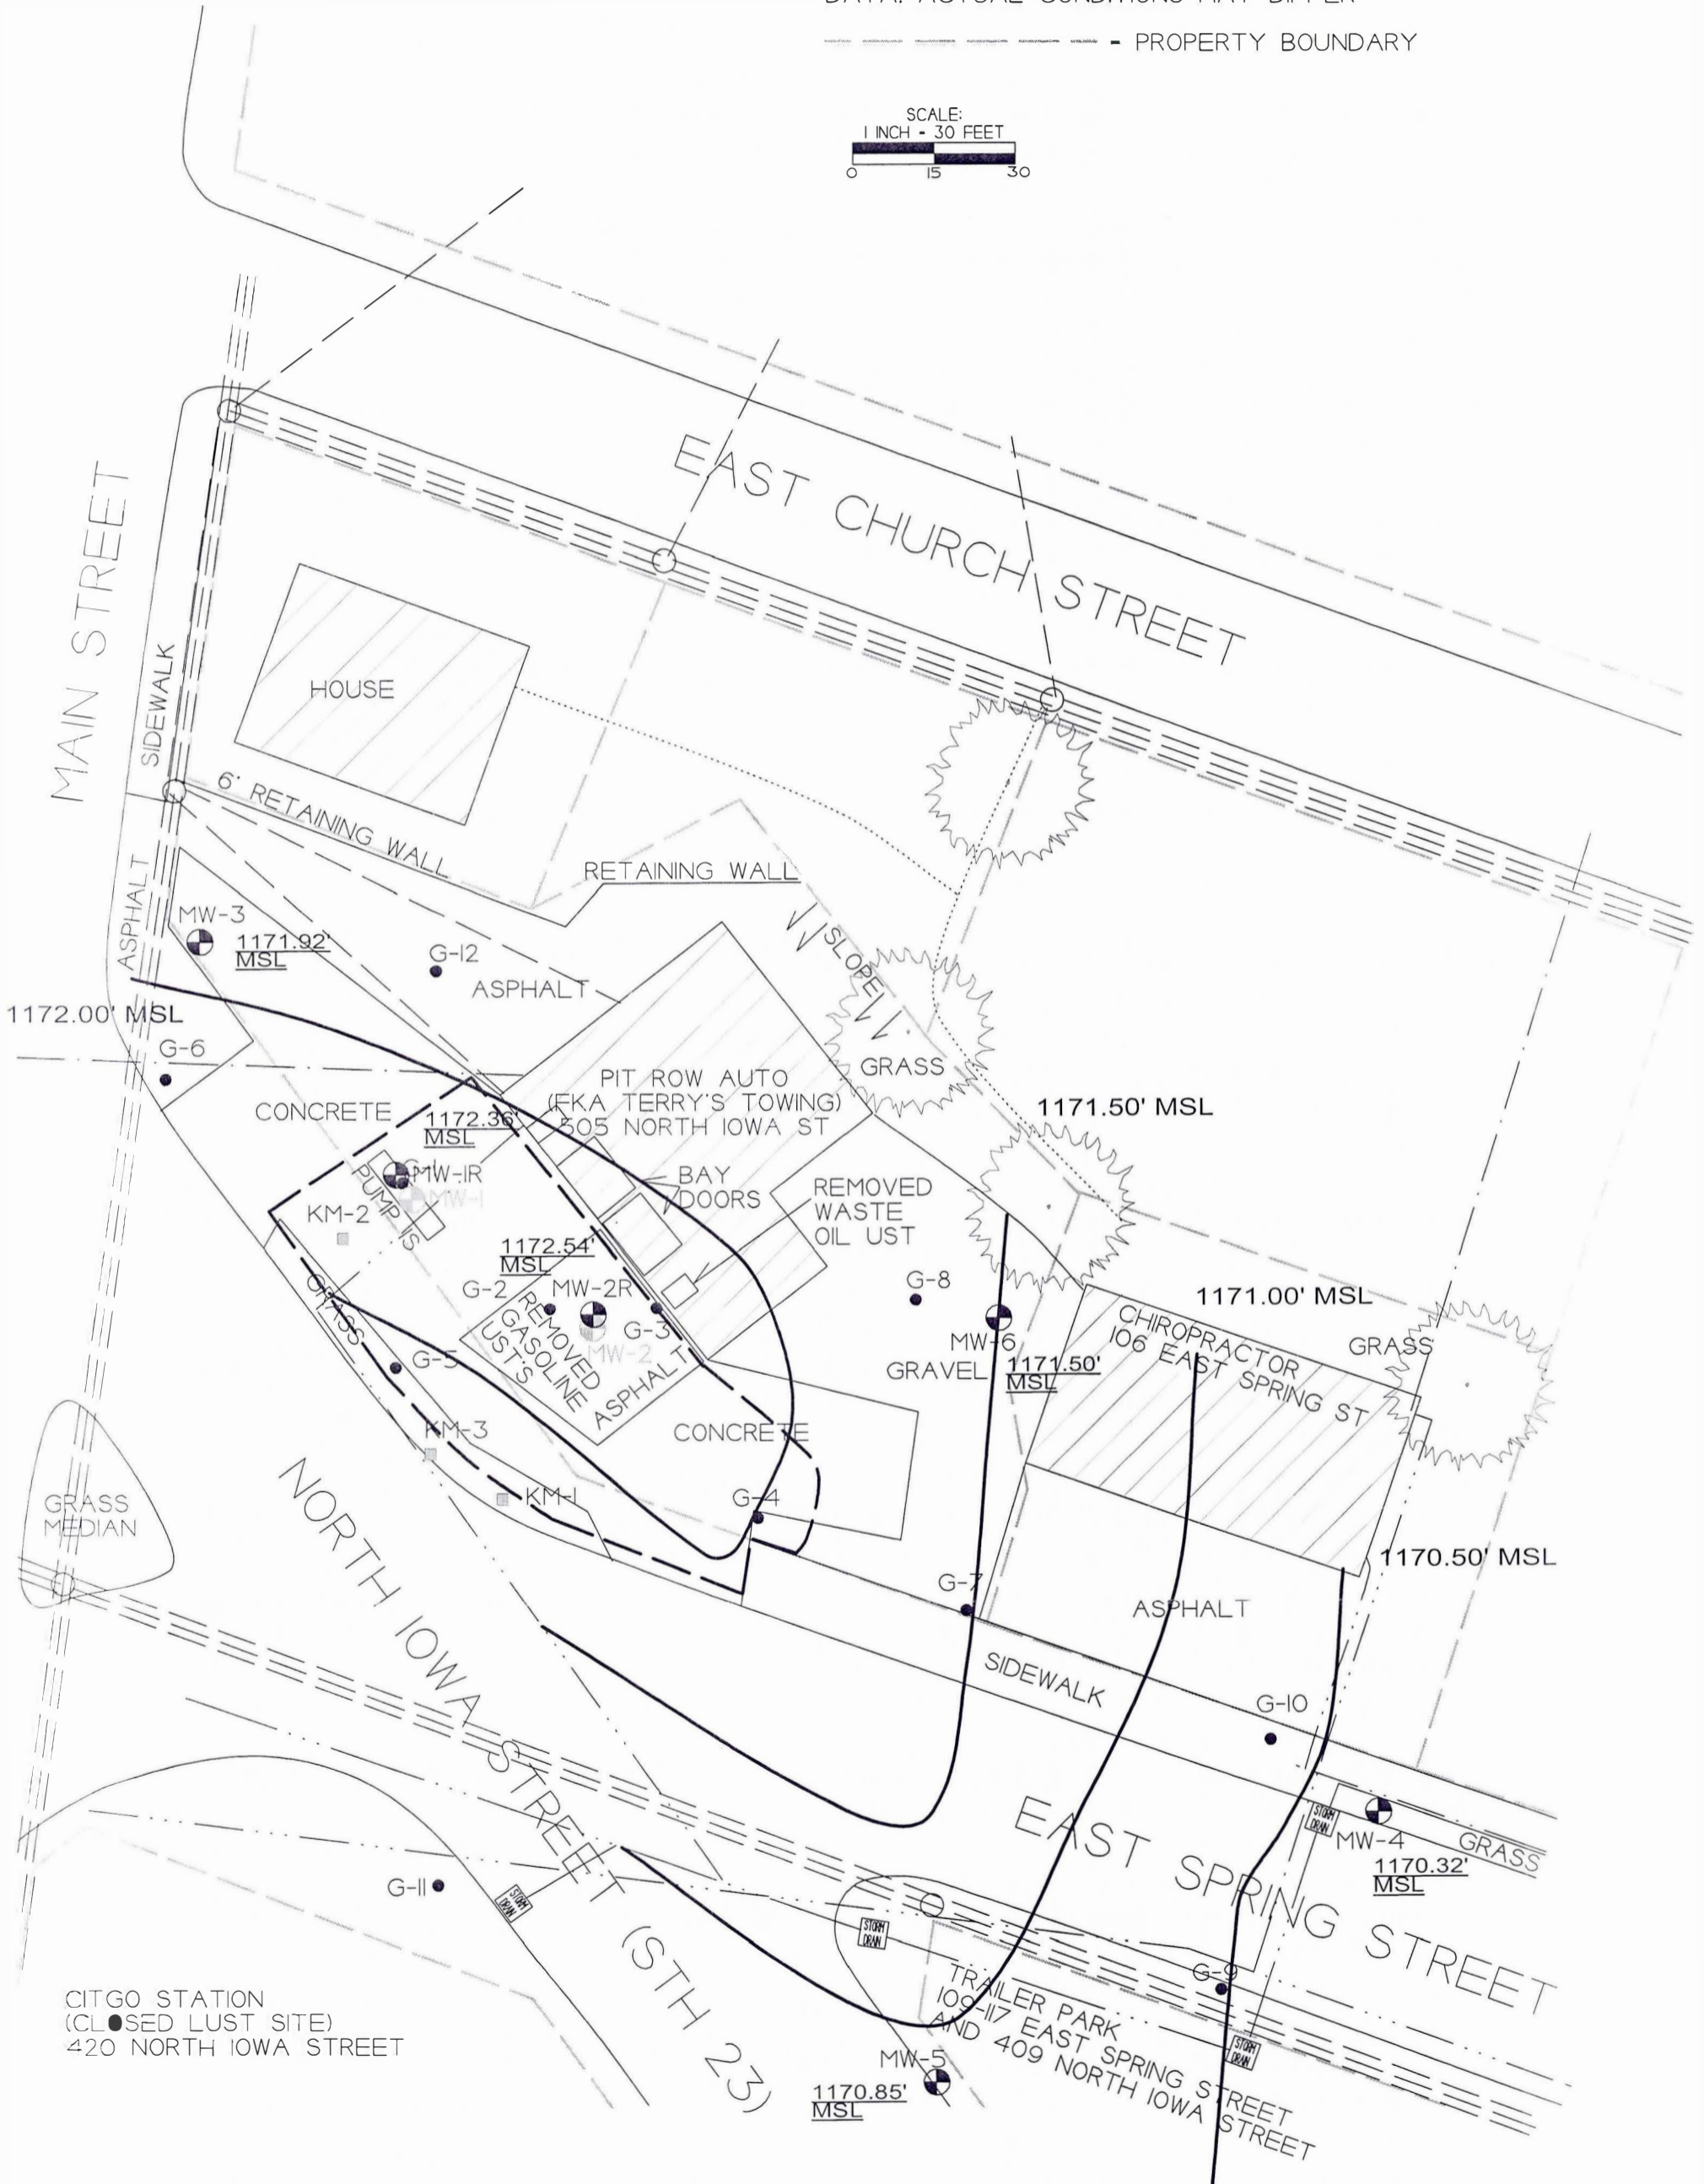 DATA. ACTUAL CONDITIONS MAY DIFFER
- PROPERTY BOUNDARY
SCALE:
1 INCH - 30 FEET
0 15 30
EAST CHURCH STREET
MAIN STREET
SIDEWALK
HOUSE
6' RETAINING WALL
RETAINING WALL
ASPHALT
MW-3
1171.92'
MSL
G-12
ASPHALT
SLOPE
1172.00' MSL
G-6
GRASS
PIT ROW AUTO
(FKA TERRY'S TOWING)
505 NORTH IOWA ST
CONCRETE
1172.36'
MSL
1171.50' MSL
MW-1R
MW-1
PUMP IS
BAY
DOORS
REMOVED
WASTE
OIL UST
KM-2
1172.54'
MSL
G-2
MW-2R
G-3
MW-2
REMOVED
GASOLINE
UST'S
ASPHALT
GRASS
G-5
G-8
MW-6
GRAVEL
1171.50'
MSL
1171.00' MSL
CHIROPRACTOR
106 EAST SPRING ST
GRASS
KM-3
CONCRETE
KM-1
G-4
GRASS
MEDIAN
1170.50' MSL
G-7
ASPHALT
SIDEWALK
G-10
NORTH IOWA STREET (STH 23)
EAST SPRING STREET
STORM
DRAIN
MW-4
1170.32'
MSL
GRASS
G-11
STORM
DRAIN
STORM
DRAIN
G-9
STORM
DRAIN
TRAILER PARK
109-117 EAST SPRING STREET
AND 409 NORTH IOWA STREET
MW-5
1170.85'
MSL
CITGO STATION
(CLOSED LUST SITE)
420 NORTH IOWA STREET